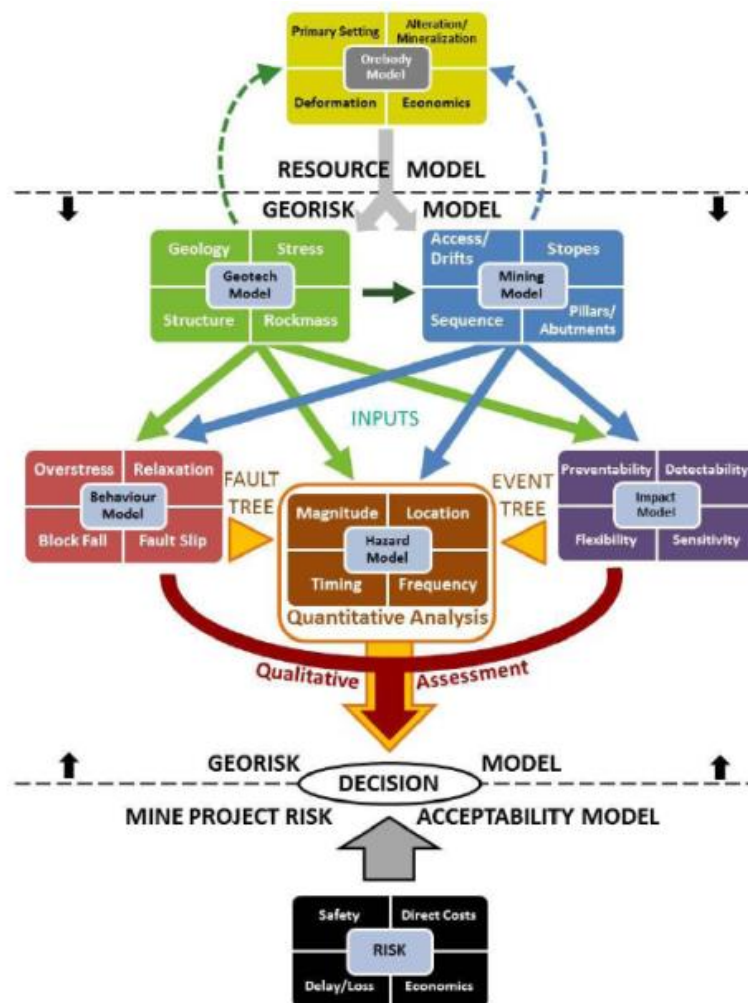 Primary Setting
Alteration/
Mineralization
Orebody
Model
Deformation
Economics
RESOURCE MODEL
GEORISK MODEL
Geology
Stress
Geotech
Model
Structure
Rockmass
Access/
Drifts
Stopes
Mining
Model
Sequence
Pillars/
Abutments
INPUTS
Overstress
Relaxation
Behaviour
Model
Block Fall
Fault Slip
FAULT
TREE
Magnitude
Location
Hazard
Model
Timing
Frequency
Quantitative Analysis
EVENT
TREE
Preventability
Detectability
Impact
Model
Flexibility
Sensitivity
Qualitative Assessment
GEORISK MODEL
DECISION
MINE PROJECT RISK ACCEPTABILITY MODEL
Safety
Direct Costs
RISK
Delay/Loss
Economics